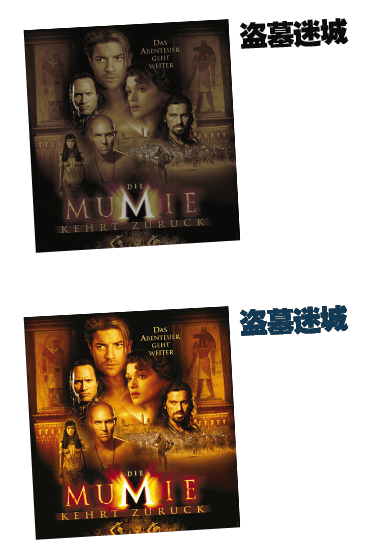 盗墓迷城
DAS
ABENTEUER
GEHT
WEITER
DIE
MUMIE
KEHRT ZURÜCK
盗墓迷城
DAS
ABENTEUER
GEHT
WEITER
DIE
MUMIE
KEHRT ZURÜCK